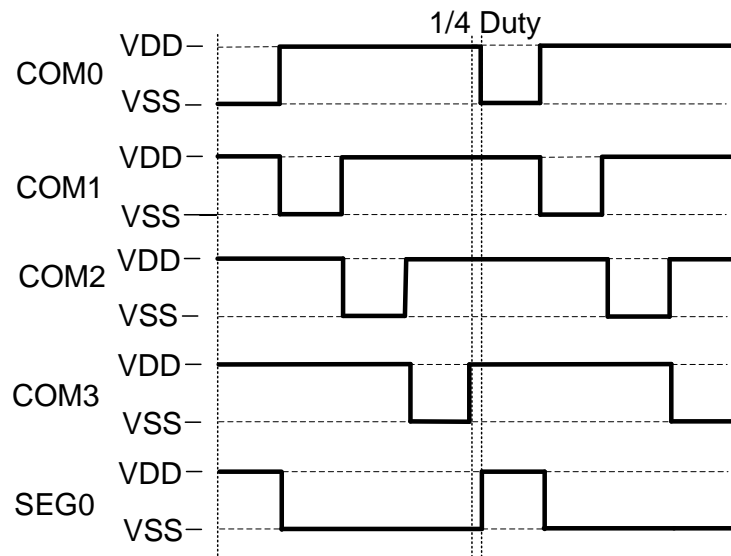 1/4 Duty
VDD
COM0
VSS
VDD
COM1
VSS
VDD
COM2
VSS
VDD
COM3
VSS
VDD
SEG0
VSS